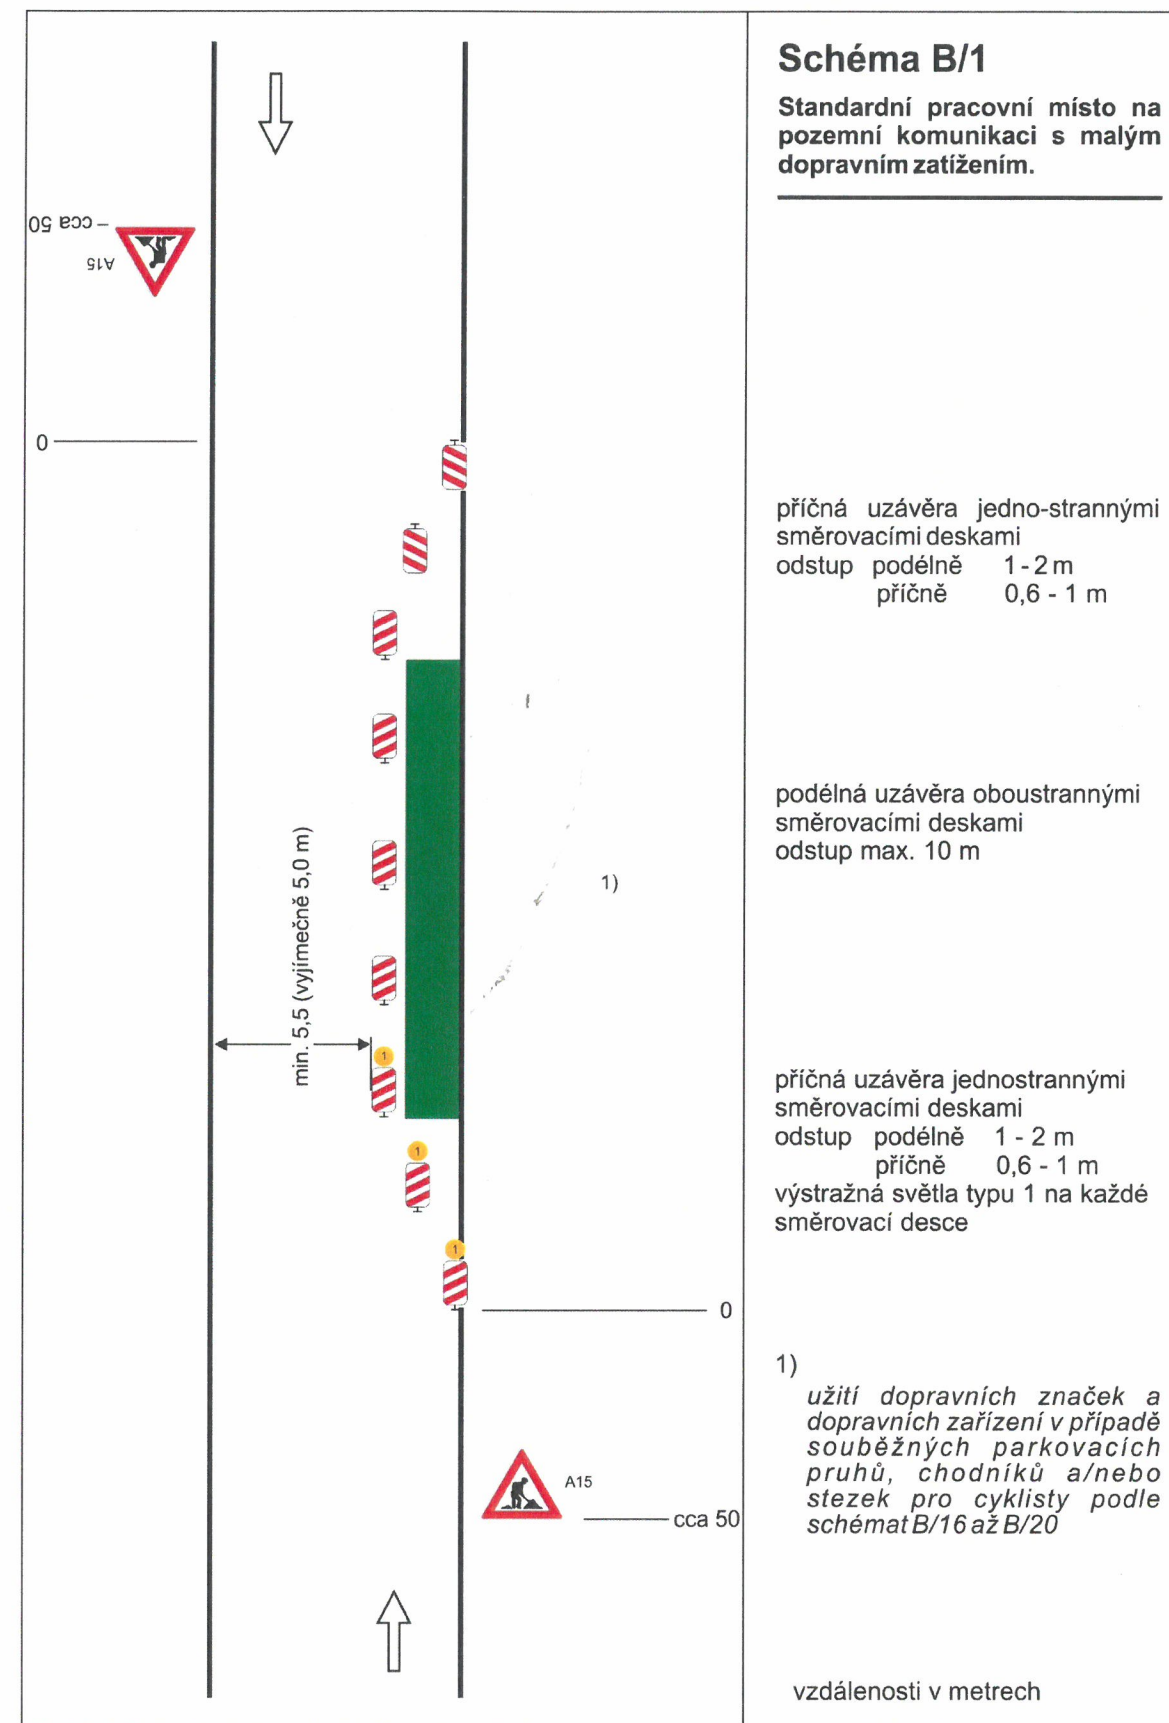 Schéma B/1
Standardní pracovní místo na
pozemní komunikaci s malým
dopravním zatížením.
cca 50
A15
0
příčná uzávěra jedno-strannými
směrovacími deskami
odstup podélně 1-2 m
příčně 0,6 - 1 m
podélná uzávěra oboustrannými
směrovacími deskami
odstup max. 10 m
1)
min. 5,5 (vyjímečně 5,0 m)
1
1
1
příčná uzávěra jednostrannými
směrovacími deskami
odstup podélně 1 - 2 m
příčně 0,6 - 1 m
výstražná světla typu 1 na každé
směrovací desce
0
1)
užití dopravních značek a
dopravních zařízení v případě
souběžných parkovacích
pruhů, chodníků a/nebo
stezek pro cyklisty podle
schémat B/16 až B/20
A15
cca 50
vzdálenosti v metrech